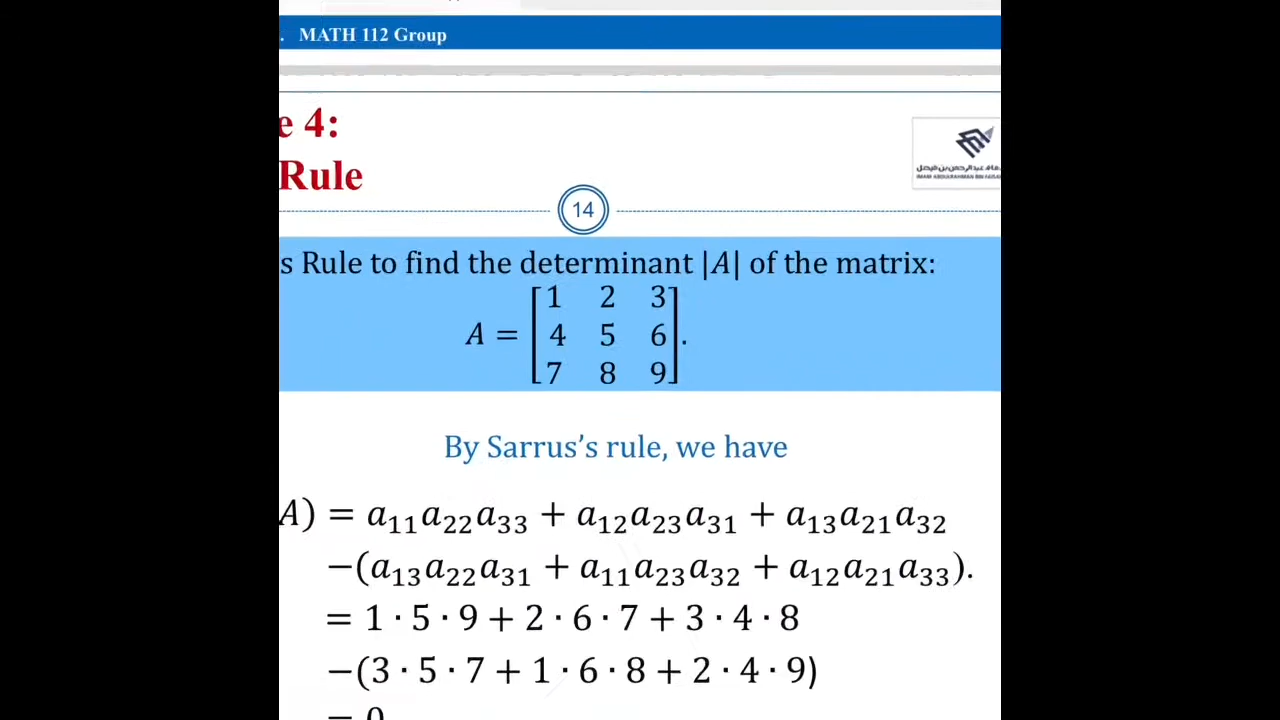 . MATH 112 Group
e 4:
Rule
14
s Rule to find the determinant |A| of the matrix:
A = [1 2 3
4 5 6
7 8 9].
By Sarrus’s rule, we have
A) = a₁₁a₂₂a₃₃ + a₁₂a₂₃a₃₁ + a₁₃a₂₁a₃₂
−(a₁₃a₂₂a₃₁ + a₁₁a₂₃a₃₂ + a₁₂a₂₁a₃₃).
= 1 · 5 · 9 + 2 · 6 · 7 + 3 · 4 · 8
−(3 · 5 · 7 + 1 · 6 · 8 + 2 · 4 · 9)
= 0